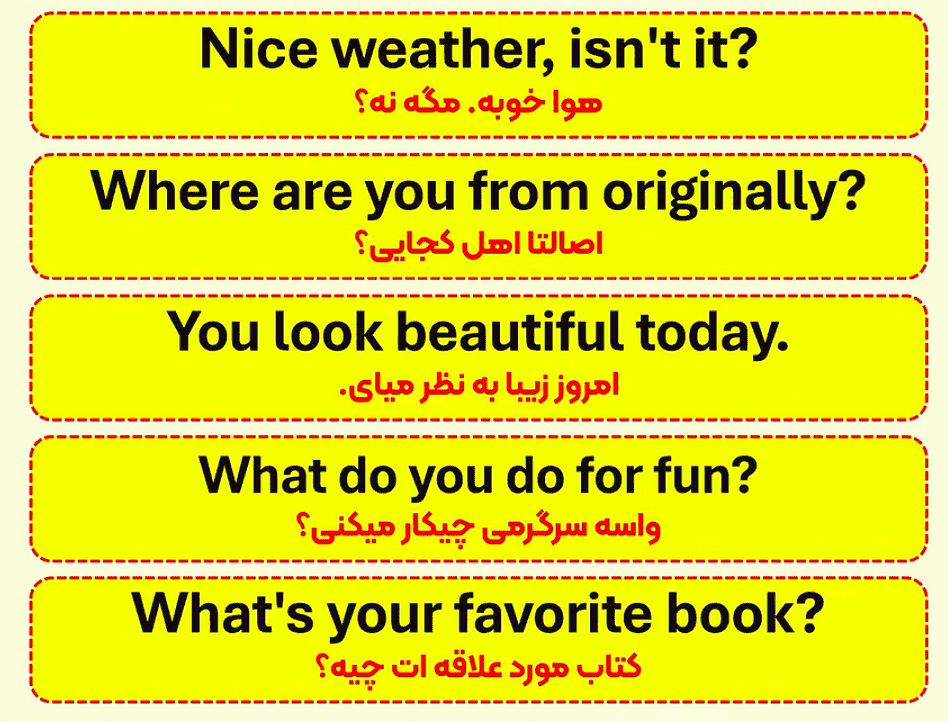 Nice weather, isn't it?
هوا خوبه. مگه نه؟
Where are you from originally?
اصالتا اهل کجایی؟
You look beautiful today.
امروز زیبا به نظر میای.
What do you do for fun?
واسه سرگرمی چیکار میکنی؟
What's your favorite book?
کتاب مورد علاقه ات چیه؟